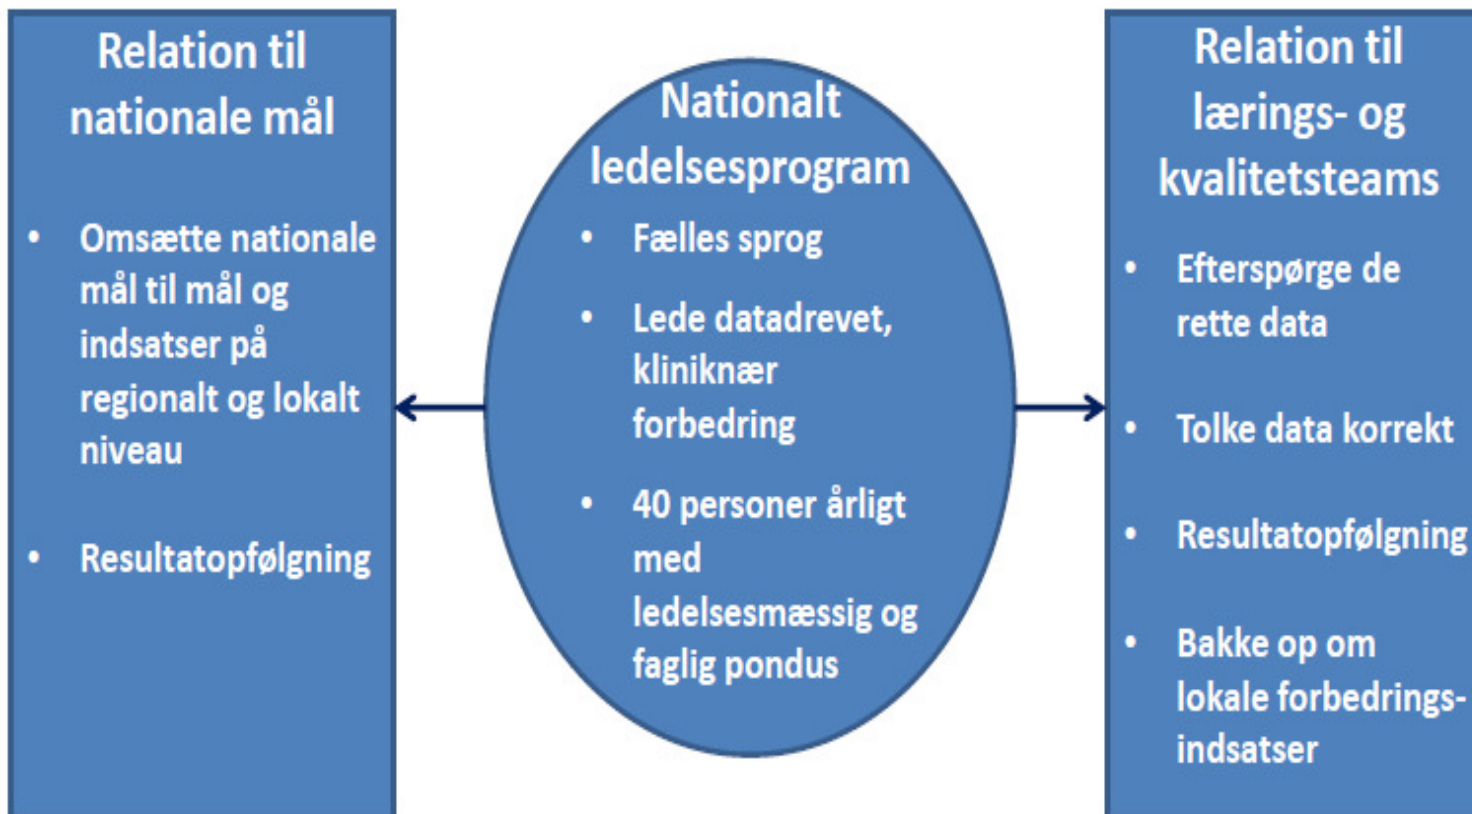 Relation til
nationale mål
• Omsætte nationale
mål til mål og
indsatser på
regionalt og lokalt
niveau
• Resultatopfølgning
Nationalt
ledelsesprogram
• Fælles sprog
• Lede datadrevet,
kliniknær
forbedring
• 40 personer årligt
med
ledelsesmæssig og
faglig pondus
Relation til
lærings- og
kvalitetsteams
• Efterspørge de
rette data
• Tolke data korrekt
• Resultatopfølgning
• Bakke op om
lokale forbedrings-
indsatser